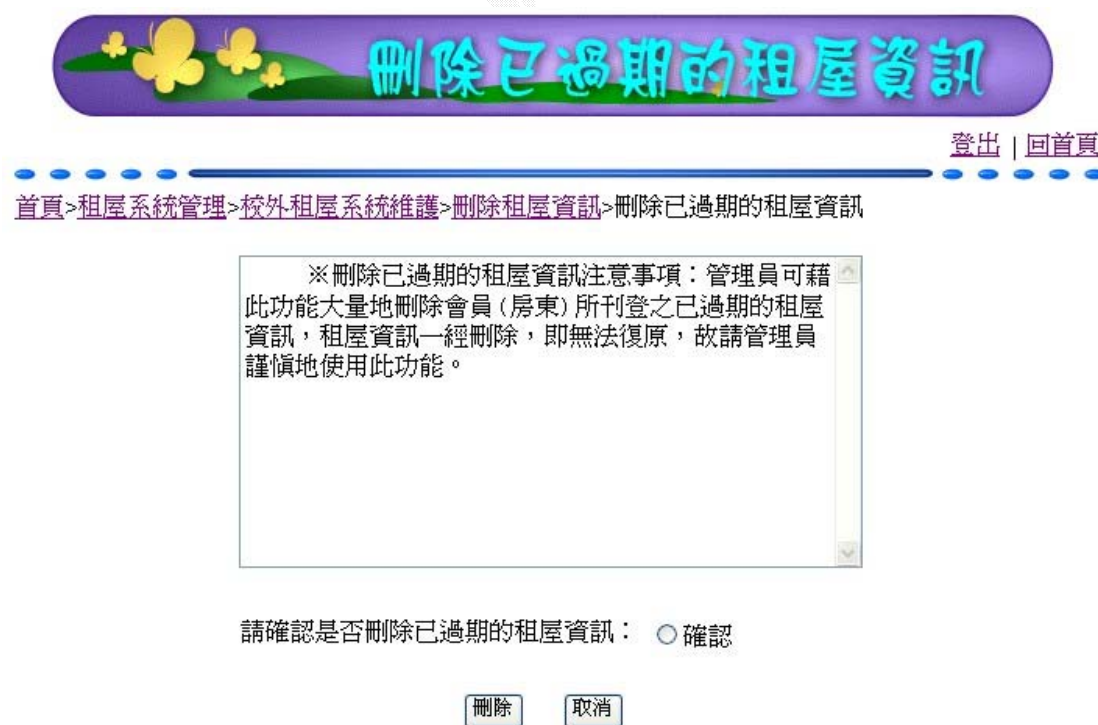 刪除已過期的租屋資訊
登出 | 回首頁
首頁>租屋系統管理>校外租屋系統維護>刪除租屋資訊>刪除已過期的租屋資訊
※刪除已過期的租屋資訊注意事項：管理員可藉
此功能大量地刪除會員(房東)所刊登之已過期的租屋
資訊，租屋資訊一經刪除，即無法復原，故請管理員
謹慎地使用此功能。
請確認是否刪除已過期的租屋資訊： 確認
刪除 取消